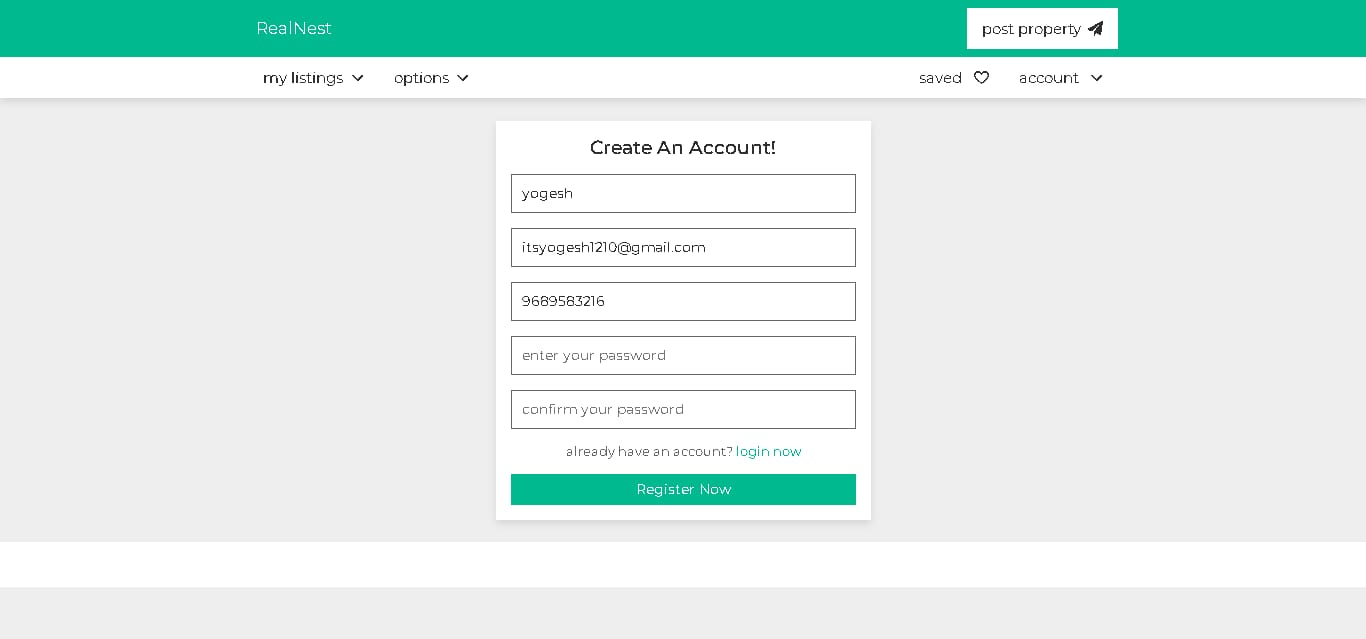 RealNest
post property
my listings
options
saved
account
Create An Account!
yogesh
itsyogesh1210@gmail.com
9689583216
enter your password
confirm your password
already have an account? login now
Register Now